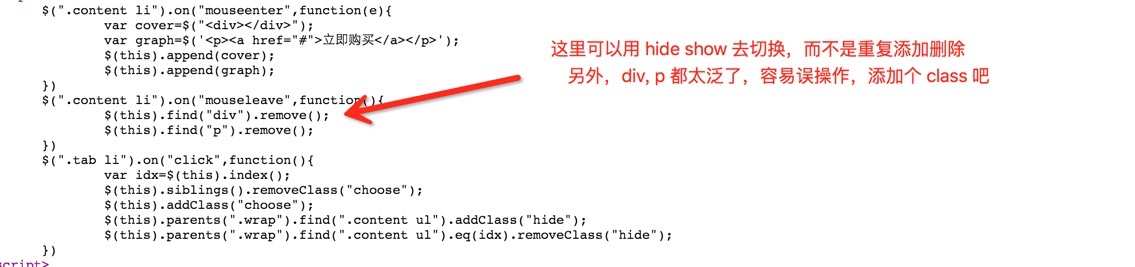 $(".content li").on("mouseenter",function(e){
var cover=$("<div></div>");
var graph=$('<p><a href="#">立即购买</a></p>');
$(this).append(cover);
$(this).append(graph);
})
$(".content li").on("mouseleave",function(){
$(this).find("div").remove();
$(this).find("p").remove();
})
$(".tab li").on("click",function(){
var idx=$(this).index();
$(this).siblings().removeClass("choose");
$(this).addClass("choose");
$(this).parents(".wrap").find(".content ul").addClass("hide");
$(this).parents(".wrap").find(".content ul").eq(idx).removeClass("hide");
})
script>
这里可以用 hide show 去切换，而不是重复添加删除
另外，div, p 都太泛了，容易误操作，添加个 class 吧